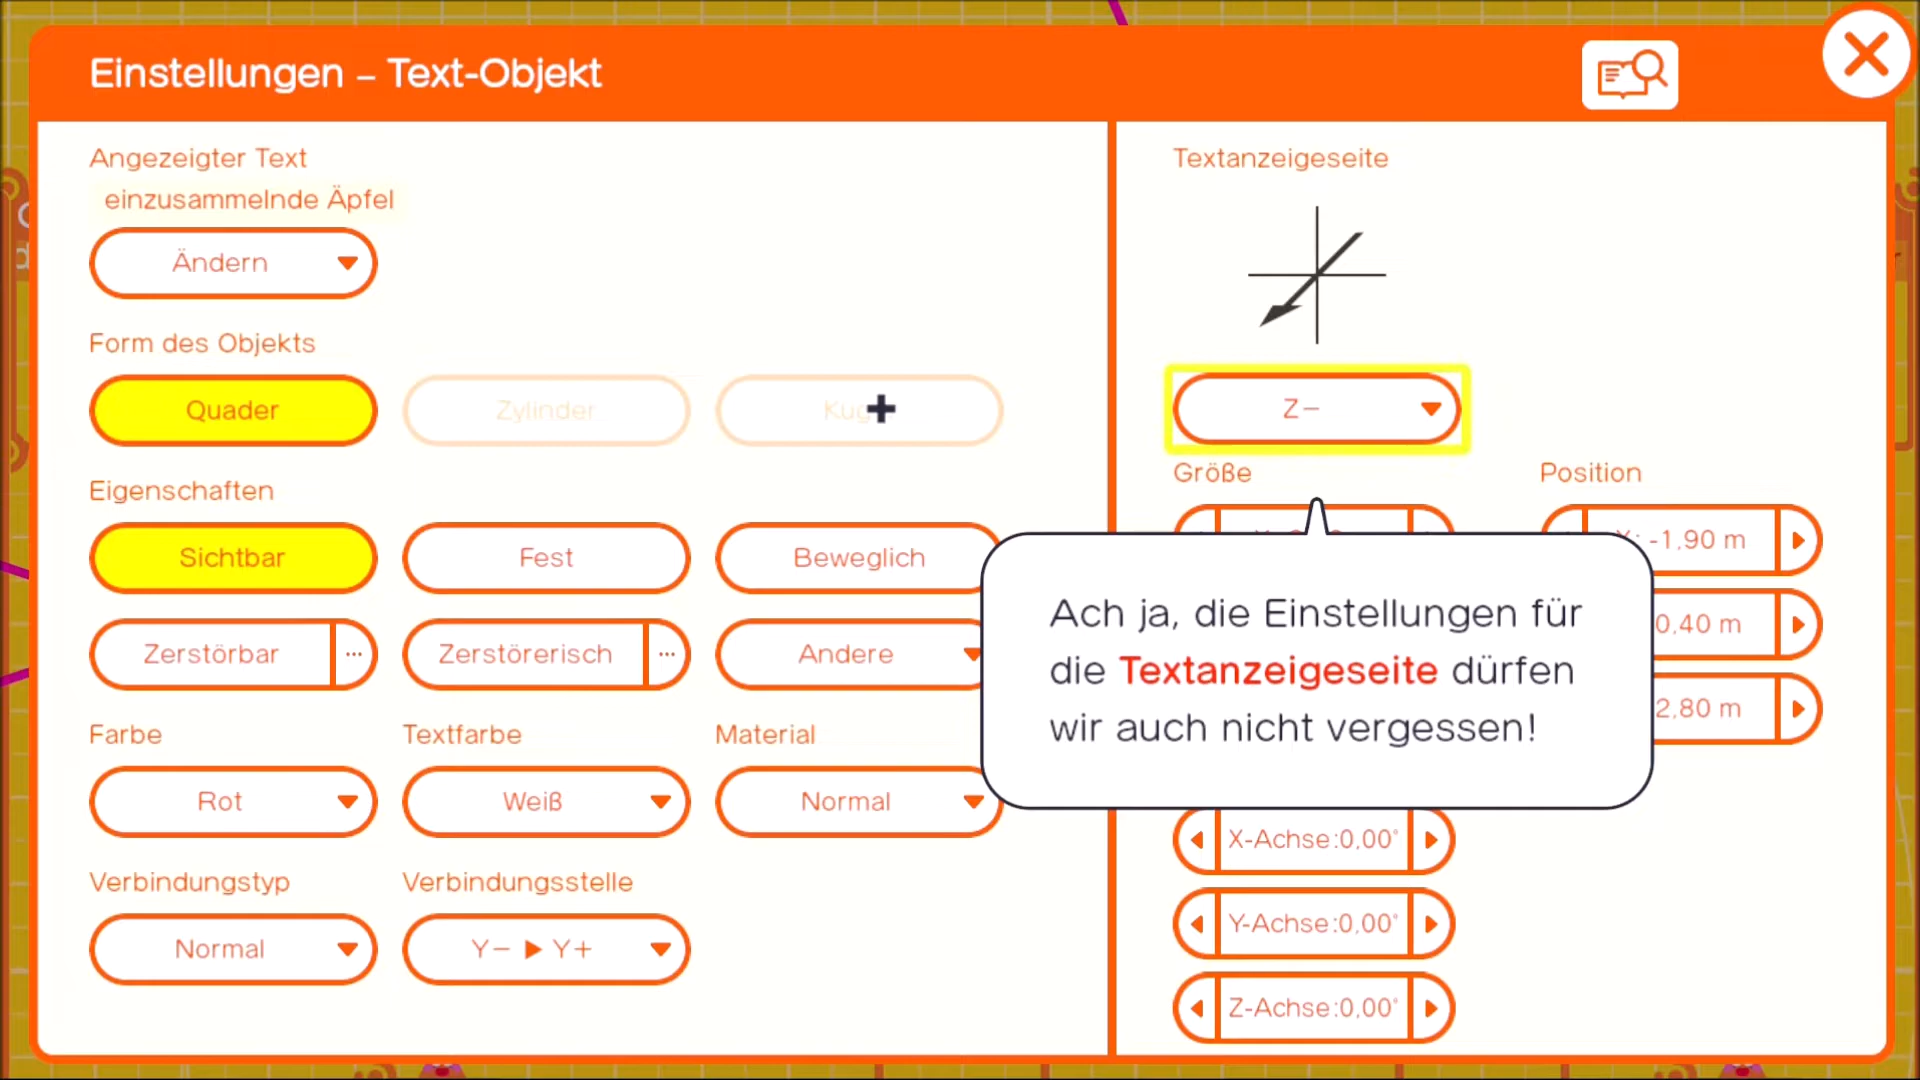 Einstellungen – Text-Objekt
Angezeigter Text
einzusammelnde Äpfel
Ändern
Form des Objekts
Quader
Zylinder
Eigenschaften
Sichtbar
Fest
Beweglich
Zerstörbar
...
Zerstörerisch
...
Andere
Farbe
Textfarbe
Material
Rot
Weiß
Normal
Verbindungstyp
Verbindungsstelle
Normal
Y− ▶ Y+
Textanzeigeseite
Z−
Größe
Position
-1,90 m
0,40 m
2,80 m
Ach ja, die Einstellungen für
die Textanzeigeseite dürfen
wir auch nicht vergessen!
X-Achse:0,00°
Y-Achse:0,00°
Z-Achse:0,00°